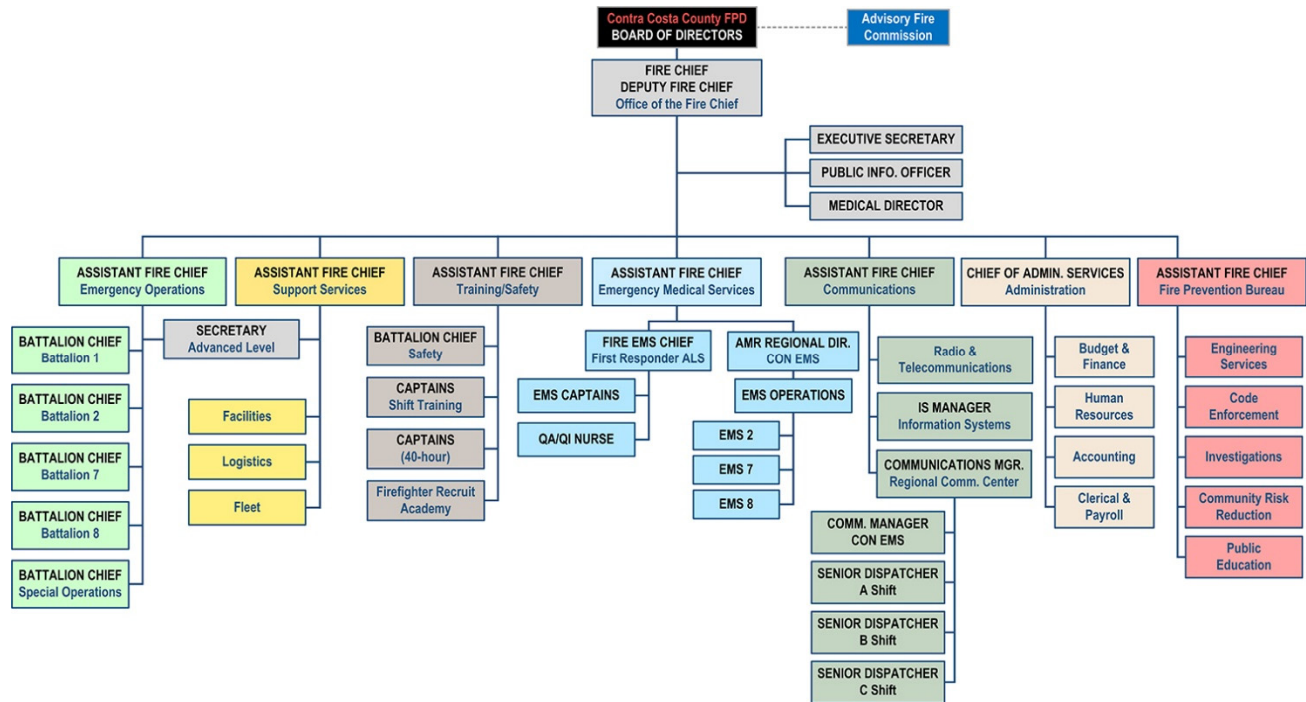 Contra Costa County FPD
BOARD OF DIRECTORS
Advisory Fire
Commission
FIRE CHIEF
DEPUTY FIRE CHIEF
Office of the Fire Chief
EXECUTIVE SECRETARY
PUBLIC INFO. OFFICER
MEDICAL DIRECTOR
ASSISTANT FIRE CHIEF
Emergency Operations
ASSISTANT FIRE CHIEF
Support Services
ASSISTANT FIRE CHIEF
Training/Safety
ASSISTANT FIRE CHIEF
Emergency Medical Services
ASSISTANT FIRE CHIEF
Communications
CHIEF OF ADMIN. SERVICES
Administration
ASSISTANT FIRE CHIEF
Fire Prevention Bureau
BATTALION CHIEF
Battalion 1
BATTALION CHIEF
Battalion 2
BATTALION CHIEF
Battalion 7
BATTALION CHIEF
Battalion 8
BATTALION CHIEF
Special Operations
SECRETARY
Advanced Level
Facilities
Logistics
Fleet
BATTALION CHIEF
Safety
CAPTAINS
Shift Training
CAPTAINS
(40-hour)
Firefighter Recruit
Academy
FIRE EMS CHIEF
First Responder ALS
EMS CAPTAINS
QA/QI NURSE
AMR REGIONAL DIR.
CON EMS
EMS OPERATIONS
EMS 2
EMS 7
EMS 8
Radio &
Telecommunications
IS MANAGER
Information Systems
COMMUNICATIONS MGR.
Regional Comm. Center
COMM. MANAGER
CON EMS
SENIOR DISPATCHER
A Shift
SENIOR DISPATCHER
B Shift
SENIOR DISPATCHER
C Shift
Budget &
Finance
Human
Resources
Accounting
Clerical &
Payroll
Engineering
Services
Code
Enforcement
Investigations
Community Risk
Reduction
Public
Education